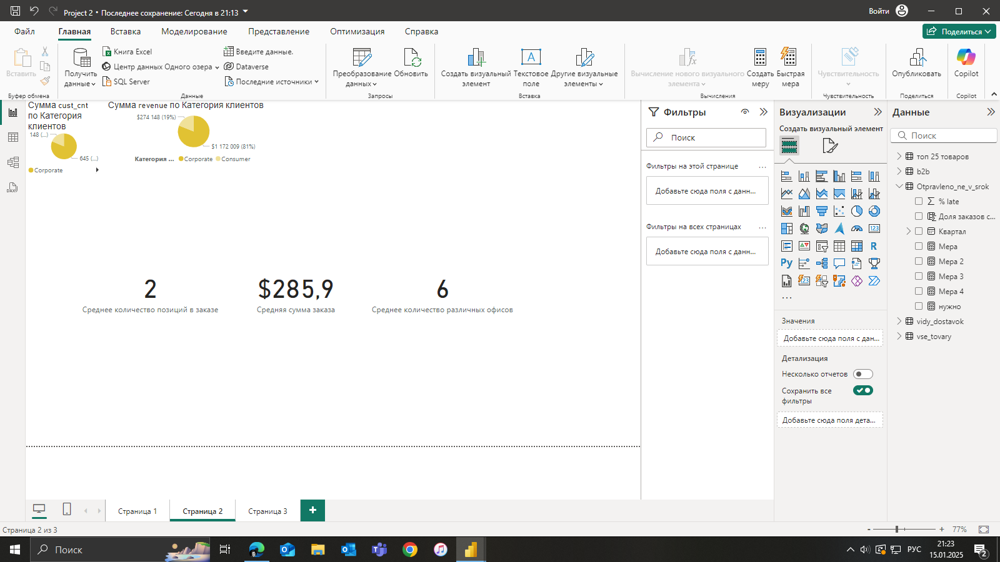 Project 2 • Последнее сохранение: Сегодня в 21:13
Войти
Файл
Главная
Вставка
Моделирование
Представление
Оптимизация
Справка
Поделиться
Вставить
Буфер обмена
Получить
данные
Книга Excel
Центр данных Одного озера
SQL Server
Введите данные.
Dataverse
Последние источники
Данные
Преобразование
данных
Обновить
Запросы
Создать визуальный
элемент
Текстовое
поле
Другие визуальные
элементы
Вставка
Вычисление нового визуального
элемента
Создать
меру
Быстрая
мера
Вычисления
Чувствительность
Чувствительность
Опубликовать
Поделиться
Copilot
Copilot
Сумма cust_cnt
по Категория
клиентов
148 (...)
645 (...)
Corporate
Сумма revenue по Категория клиентов
$274 148 (19%)
$1 172 009 (81%)
Категория ...
Corporate
Consumer
2
Среднее количество позиций в заказе
$285,9
Средняя сумма заказа
6
Среднее количество различных офисов
Фильтры
Поиск
Фильтры на этой странице
...
Добавьте сюда поля с данн...
Фильтры на всех страницах
...
Добавьте сюда поля с данн...
Визуализации
Создать визуальный элемент
123
R
Py
123
...
Значения
Добавьте сюда поля с дан...
Детализация
Несколько отчетов
Сохранить все
фильтры
Добавьте сюда поля дета...
Данные
Поиск
топ 25 товаров
b2b
Otpravleno_ne_v_srok
% late
Доля заказов с...
Квартал
Мера
Мера 2
Мера 3
Мера 4
нужно
vidy_dostavok
vse_tovary
DAX
Страница 1
Страница 2
Страница 3
+
Страница 2 из 3
- + 77%
Поиск
РУС
21:23
15.01.2025
2